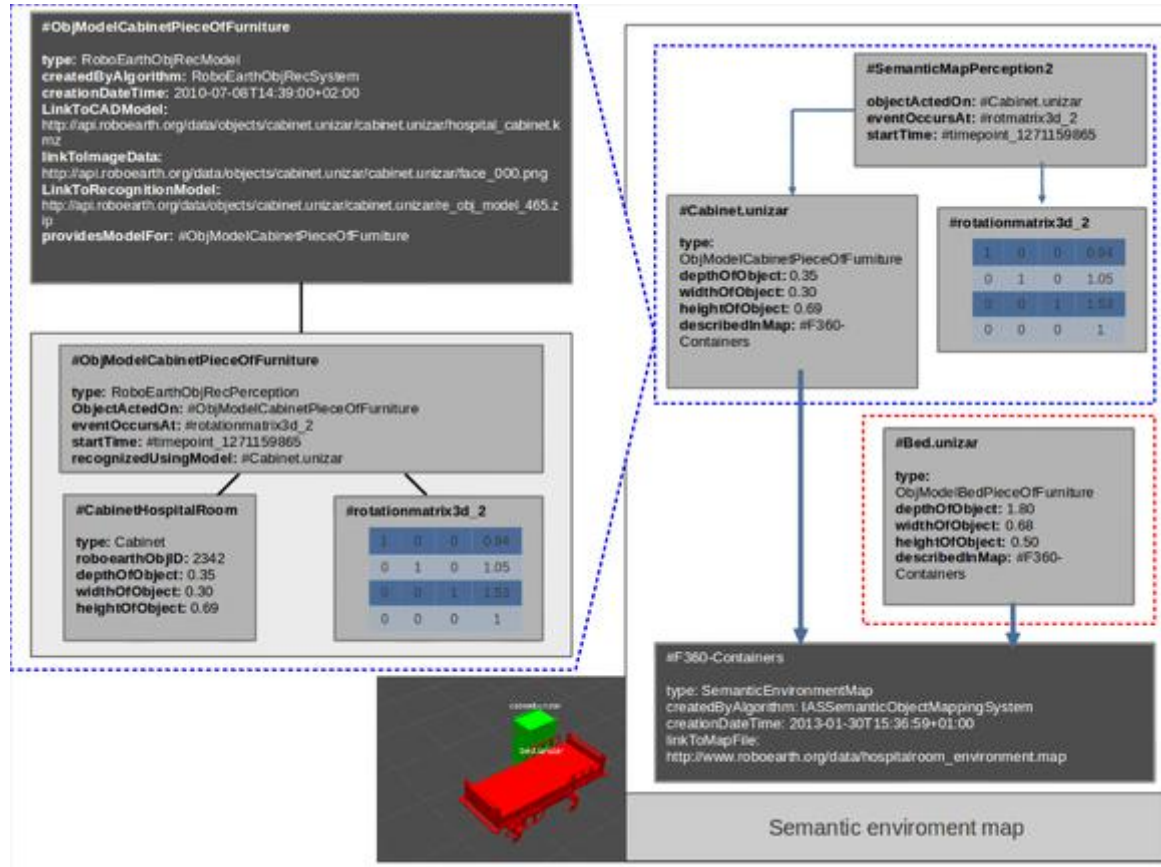 #ObjModelCabinetPieceOfFurniture
type: RoboEarthObjRecModel
createdByAlgorithm: RoboEarthObjRecSystem
creationDateTime: 2010-07-08T14:39:00+02:00
LinkToCADModel:
http://api.roboearth.org/data/objects/cabinet.unizar/cabinet.unizar/hospital_cabinet.k
mz
linkToImageData:
http://api.roboearth.org/data/objects/cabinet.unizar/cabinet.unizar/face_000.png
LinkToRecognitionModel:
http://api.roboearth.org/data/objects/cabinet.unizar/cabinet.unizar/re_obj_model_465.z
ip
providesModelFor: #ObjModelCabinetPieceOfFurniture
#ObjModelCabinetPieceOfFurniture
type: RoboEarthObjRecPerception
ObjectActedOn: #ObjModelCabinetPieceOfFurniture
eventOccursAt: #rotationmatrix3d_2
startTime: #timepoint_1271159865
recognizedUsingModel: #Cabinet.unizar
#CabinetHospitalRoom
type: Cabinet
roboearthObjID: 2342
depthOfObject: 0.35
widthOfObject: 0.30
heightOfObject: 0.69
#rotationmatrix3d_2
1 0 0 0.94
0 1 0 1.05
0 0 1 1.53
0 0 0 1
#SemanticMapPerception2
objectActedOn: #Cabinet.unizar
eventOccursAt: #rotmatrix3d_2
startTime: #timepoint_1271159865
#Cabinet.unizar
type:
ObjModelCabinetPieceOfFurniture
depthOfObject: 0.35
widthOfObject: 0.30
heightOfObject: 0.69
describedInMap: #F360-
Containers
#rotationmatrix3d_2
1 0 0 0.94
0 1 0 1.05
0 0 1 1.53
0 0 0 1
#Bed.unizar
type:
ObjModelBedPieceOfFurniture
depthOfObject: 1.80
widthOfObject: 0.68
heightOfObject: 0.50
describedInMap: #F360-
Containers
#F360-Containers
type: SemanticEnvironmentMap
createdByAlgorithm: IASSemanticObjectMappingSystem
creationDateTime: 2013-01-30T15:36:59+01:00
linkToMapFile:
http://www.roboearth.org/data/hospitalroom_environment.map
Semantic enviroment map